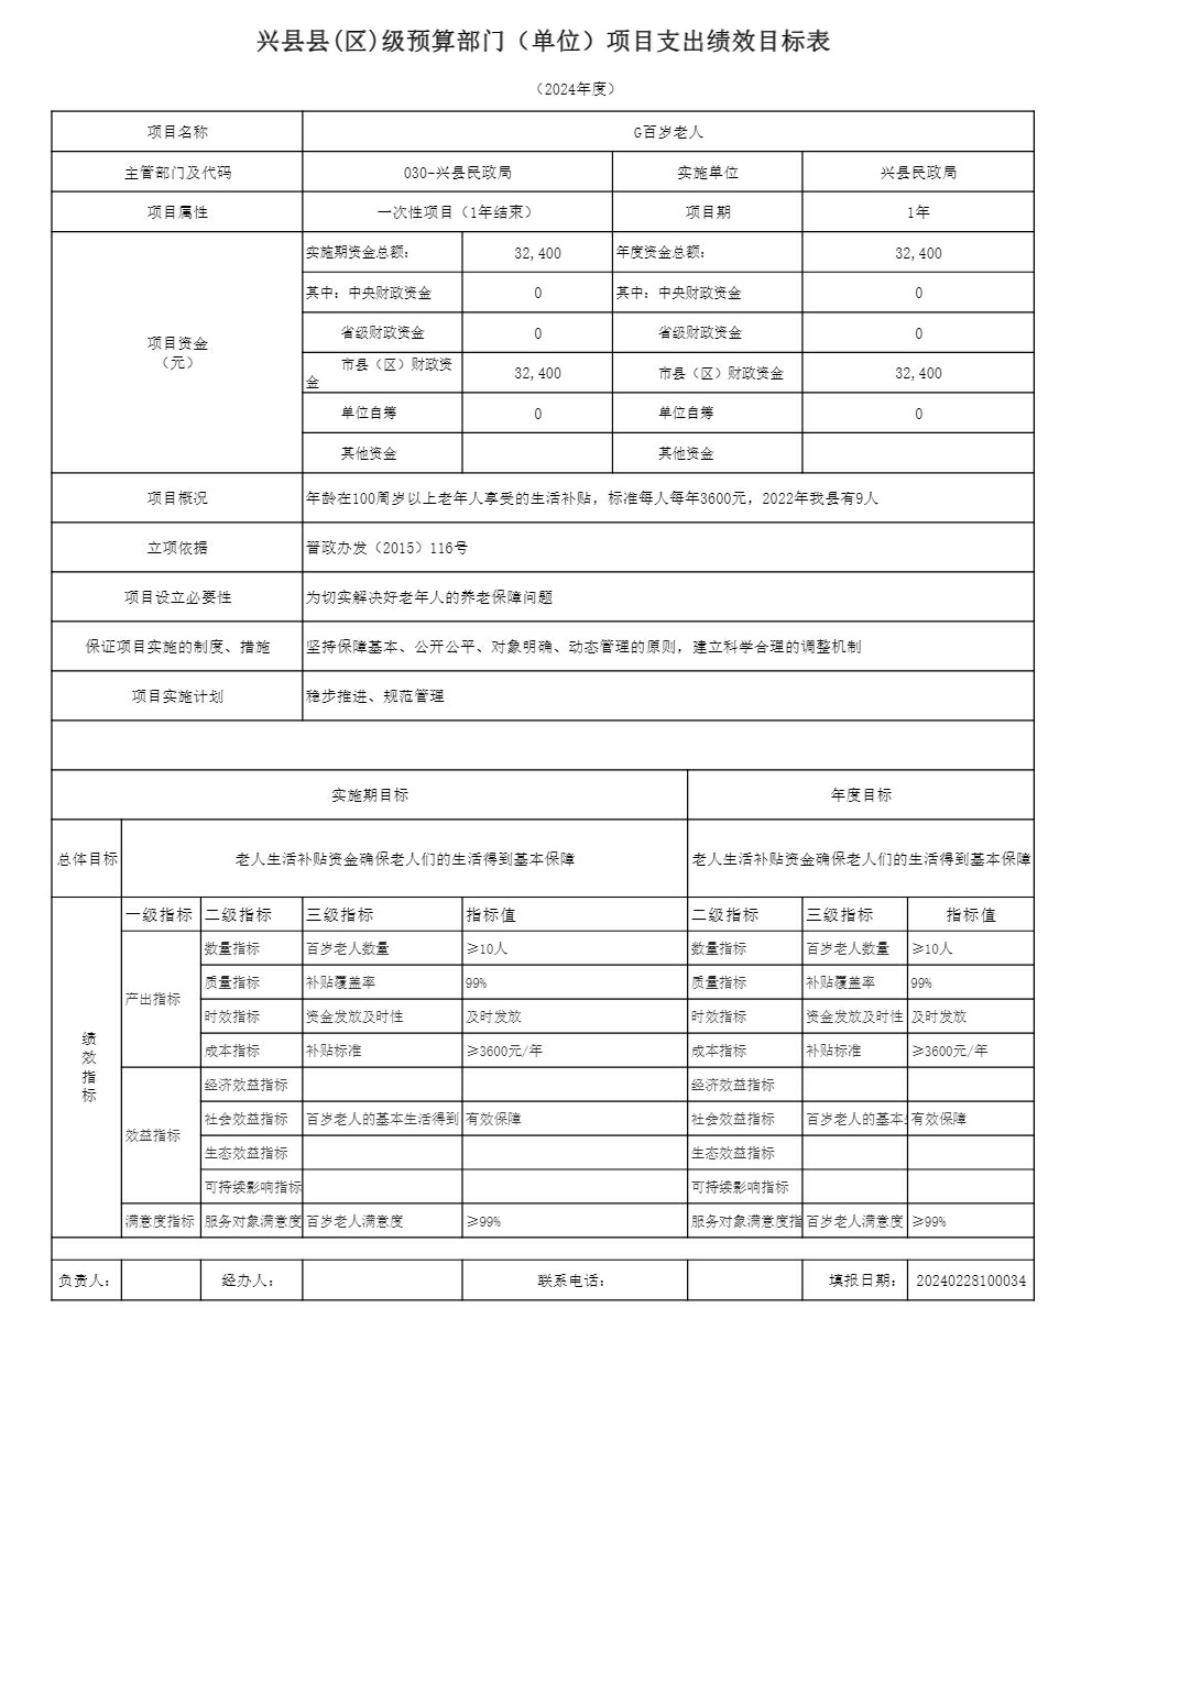 兴县县(区)级预算部门（单位）项目支出绩效目标表
（2024年度）
项目名称 G百岁老人
主管部门及代码 030-兴县民政局 实施单位 兴县民政局
项目属性 一次性项目（1年结束） 项目期 1年
项目资金
（元）
实施期资金总额： 32,400 年度资金总额： 32,400
其中：中央财政资金 0 其中：中央财政资金 0
省级财政资金 0 省级财政资金 0
市县（区）财政资金 32,400 市县（区）财政资金 32,400
单位自筹 0 单位自筹 0
其他资金 其他资金
项目概况 年龄在100周岁以上老年人享受的生活补贴，标准每人每年3600元，2022年我县有9人
立项依据 晋政办发（2015）116号
项目设立必要性 为切实解决好老年人的养老保障问题
保证项目实施的制度、措施 坚持保障基本、公开公平、对象明确、动态管理的原则，建立科学合理的调整机制
项目实施计划 稳步推进、规范管理
实施期目标 年度目标
总体目标 老人生活补贴资金确保老人们的生活得到基本保障 老人生活补贴资金确保老人们的生活得到基本保障
绩效指标
一级指标 二级指标 三级指标 指标值 二级指标 三级指标 指标值
产出指标
数量指标 百岁老人数量 ≥10人 数量指标 百岁老人数量 ≥10人
质量指标 补贴覆盖率 99% 质量指标 补贴覆盖率 99%
时效指标 资金发放及时性 及时发放 时效指标 资金发放及时性 及时发放
成本指标 补贴标准 ≥3600元/年 成本指标 补贴标准 ≥3600元/年
效益指标
经济效益指标 经济效益指标
社会效益指标 百岁老人的基本生活得到 有效保障 社会效益指标 百岁老人的基本 有效保障
生态效益指标 生态效益指标
可持续影响指标 可持续影响指标
满意度指标 服务对象满意度 百岁老人满意度 ≥99% 服务对象满意度指 百岁老人满意度 ≥99%
负责人： 经办人： 联系电话： 填报日期： 20240228100034